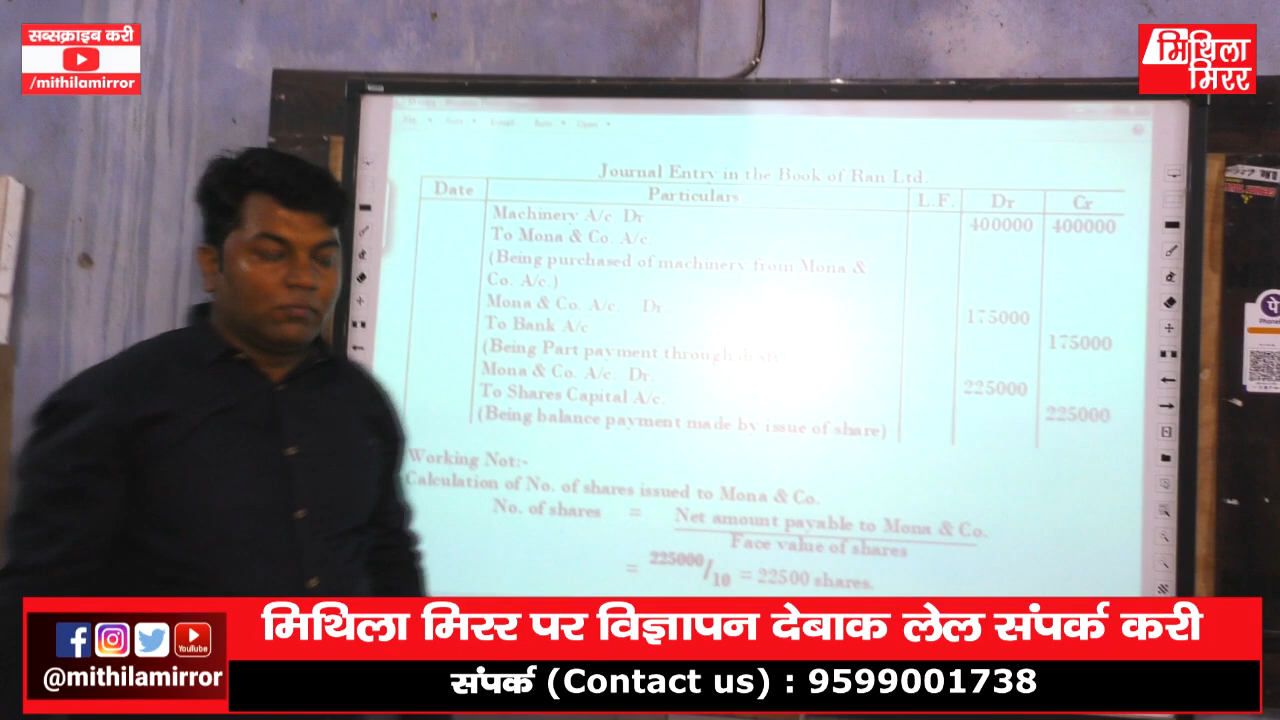 सब्सक्राइब करी
/mithilamirror
मिथिला
मिरर
Journal Entry in the Book of Ran Ltd.
Date Particulars L.F. Dr Cr
Machinery A/c Dr 400000 400000
To Mona & Co. A/c.
(Being purchased of machinery from Mona &
Co. A/c.)
Mona & Co. A/c. Dr 175000
To Bank A/c 175000
(Being Part payment through draft)
Mona & Co. A/c. Dr. 225000
To Shares Capital A/c. 225000
(Being balance payment made by issue of share)
Working Not:-
Calculation of No. of shares issued to Mona & Co.
No. of shares = Net amount payable to Mona & Co.
Face value of shares
= 225000/10 = 22500 shares.
मिथिला मिरर पर विज्ञापन देबाक लेल संपर्क करी
YouTube
@mithilamirror
संपर्क (Contact us) : 9599001738